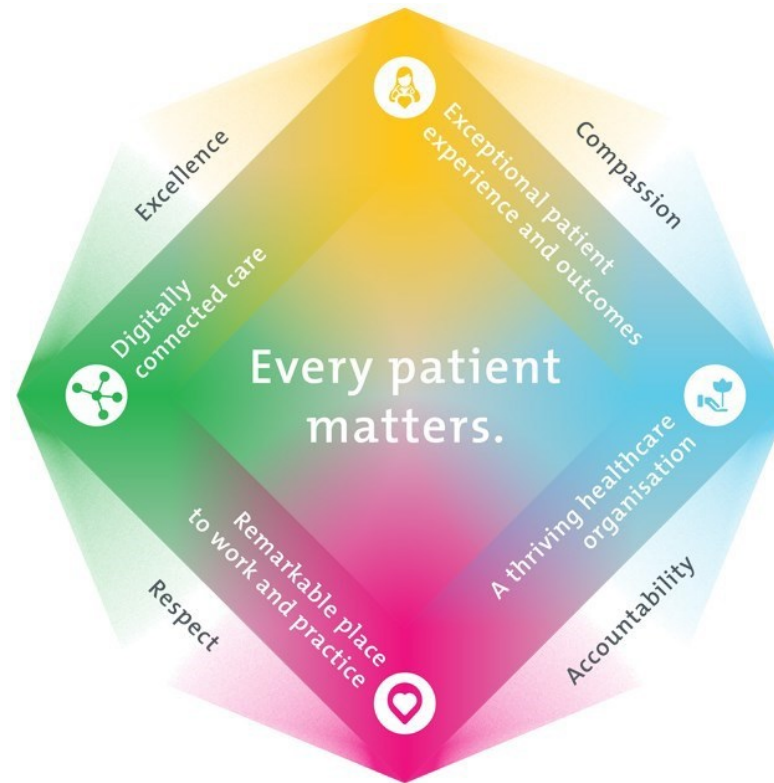 Excellence
Compassion
Exceptional patient
experience and outcomes
Digitally
connected care
Every patient
matters.
Remarkable place
to work and practice
A thriving healthcare
organisation
Respect
Accountability